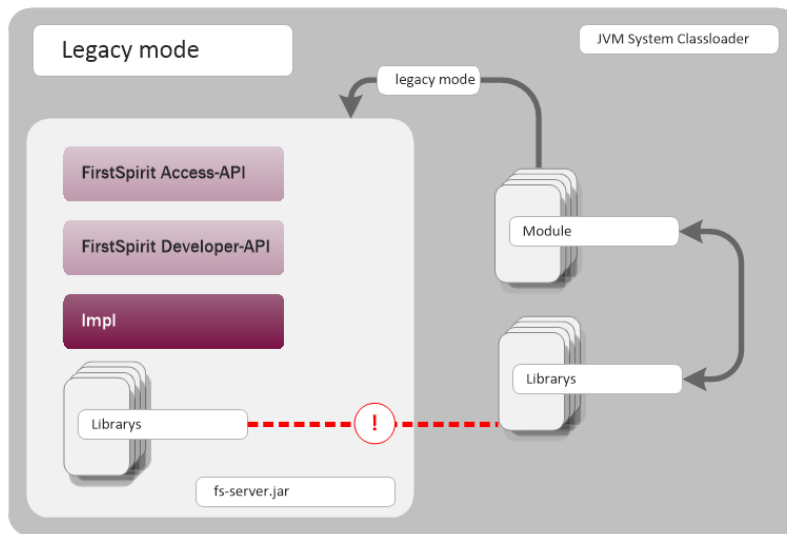 Legacy mode
JVM System Classloader
legacy mode
FirstSpirit Access-API
FirstSpirit Developer-API
Module
Impl
Librarys
Librarys
!
fs-server.jar